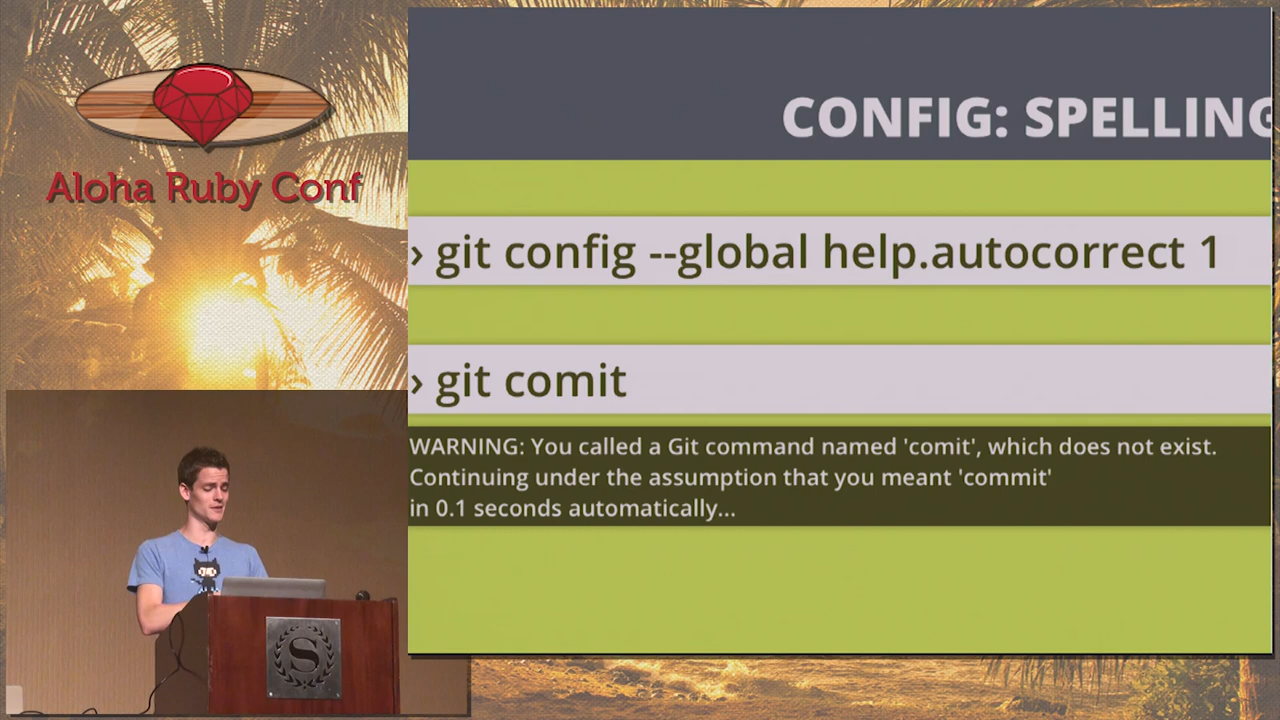 Aloha Ruby Conf
CONFIG: SPELLING
› git config --global help.autocorrect 1
› git comit
WARNING: You called a Git command named 'comit', which does not exist.
Continuing under the assumption that you meant 'commit'
in 0.1 seconds automatically...
S